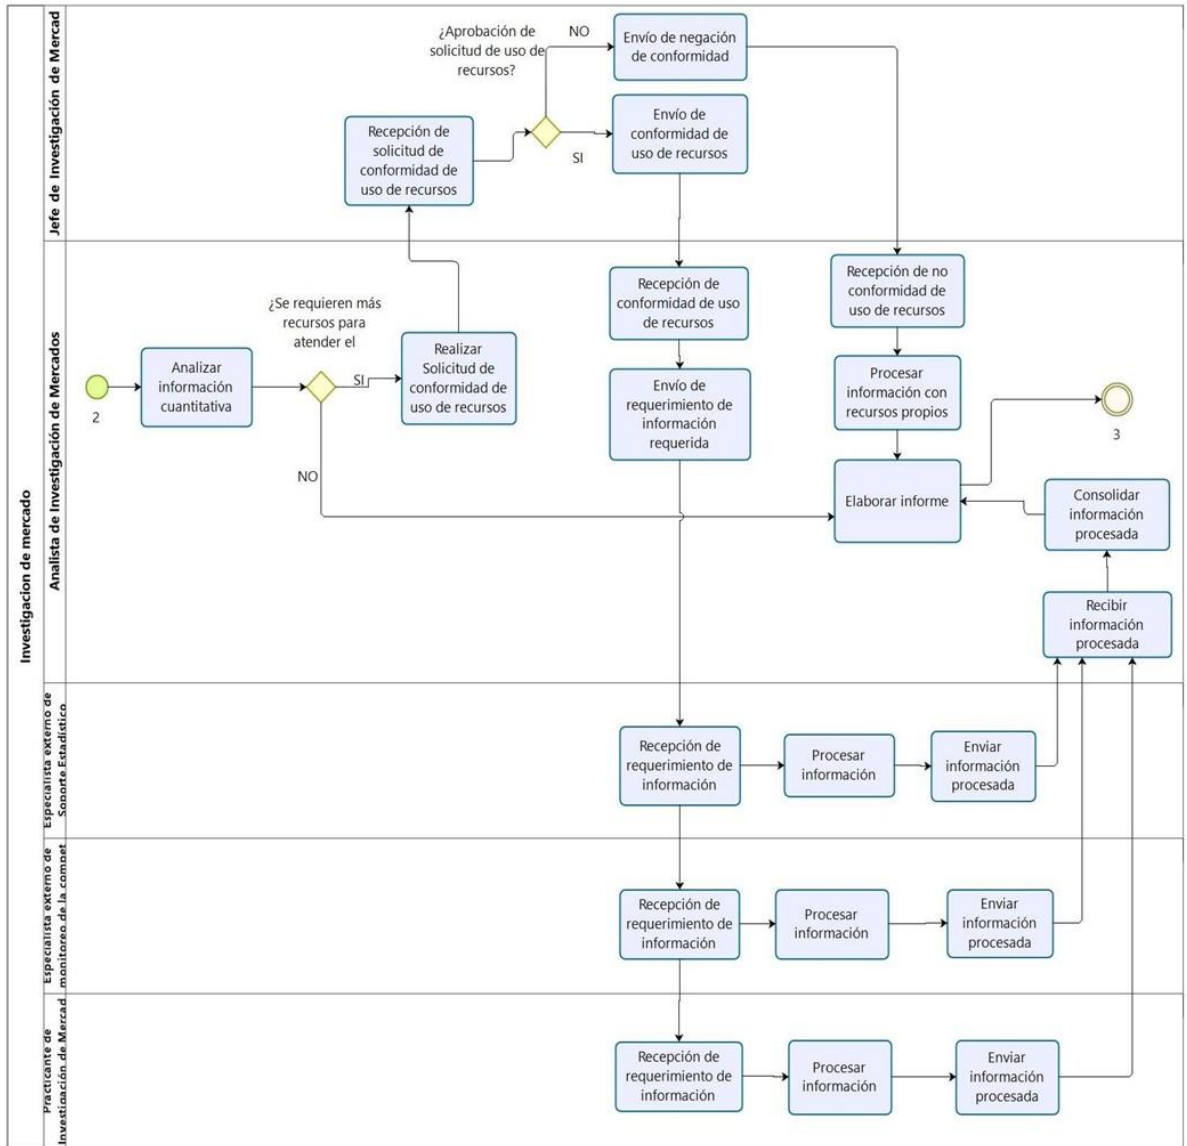 Investigacion de mercado
Jefe de Investigación de Mercad
¿Aprobación de
solicitud de uso de
recursos?
NO
SI
Envío de negación
de conformidad
Envío de
conformidad de
uso de recursos
Recepción de
solicitud de
conformidad de
uso de recursos
Analista de Investigación de Mercados
2
Analizar
información
cuantitativa
¿Se requieren más
recursos para
atender el
SI
NO
Realizar
Solicitud de
conformidad de
uso de recursos
Recepción de
conformidad de uso
de recursos
Envío de
requerimiento de
información
requerida
Recepción de no
conformidad de
uso de recursos
Procesar
información con
recursos propios
Elaborar informe
3
Consolidar
información
procesada
Recibir
información
procesada
Especialista externo de
Soporte Estadístico
Recepción de
requerimiento de
información
Procesar
información
Enviar
información
procesada
Especialista externo de
monitoreo de la compet
Recepción de
requerimiento de
información
Procesar
información
Enviar
información
procesada
Practicante de
Investigación de Mercad
Recepción de
requerimiento de
información
Procesar
información
Enviar
información
procesada